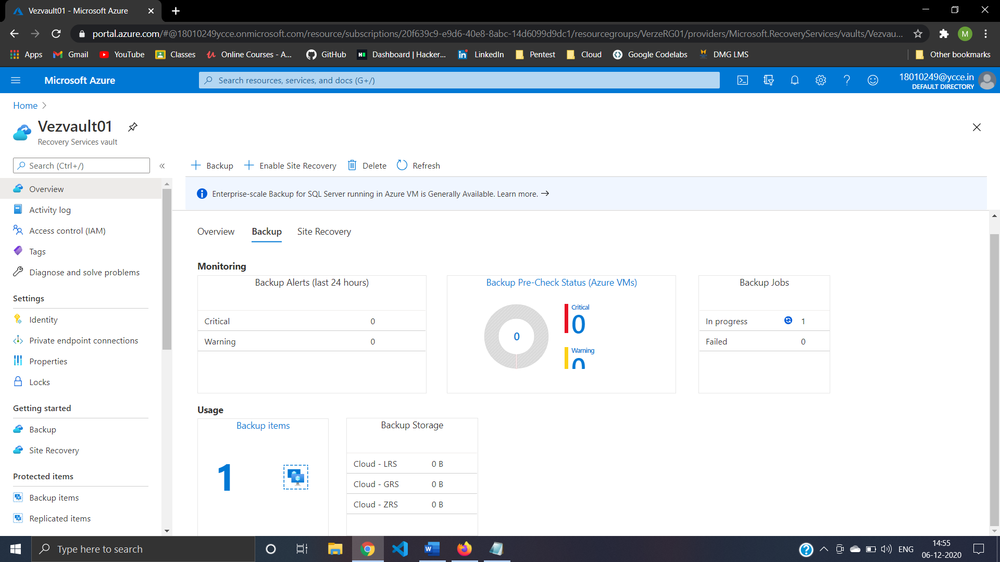 Vezvault01 - Microsoft Azure
portal.azure.com/#@18010249ycce.onmicrosoft.com/resource/subscriptions/20f639c9-e9d6-40e8-8abc-14d6099d9dc1/resourcegroups/VerzeRG01/providers/Microsoft.RecoveryServices/vaults/Vezvau...
M
Apps Gmail YouTube Classes Online Courses - A... GitHub Dashboard | Hacker... LinkedIn Pentest Cloud Google Codelabs DMG LMS Other bookmarks
Microsoft Azure
Search resources, services, and docs (G+/)
18010249@ycce.in
DEFAULT DIRECTORY
Home >
Vezvault01
Recovery Services vault
Search (Ctrl+/)
«
+ Backup + Enable Site Recovery Delete Refresh
Enterprise-scale Backup for SQL Server running in Azure VM is Generally Available. Learn more. →
Overview
Activity log
Access control (IAM)
Tags
Diagnose and solve problems
Settings
Identity
Private endpoint connections
Properties
Locks
Getting started
Backup
Site Recovery
Protected items
Backup items
Replicated items
Overview Backup Site Recovery
Monitoring
Backup Alerts (last 24 hours)
Critical 0
Warning 0
Backup Pre-Check Status (Azure VMs)
0
Critical
0
Warning
0
Backup Jobs
In progress 1
Failed 0
Usage
Backup items
1
Backup Storage
Cloud - LRS 0 B
Cloud - GRS 0 B
Cloud - ZRS 0 B
Type here to search
ENG
14:55
06-12-2020